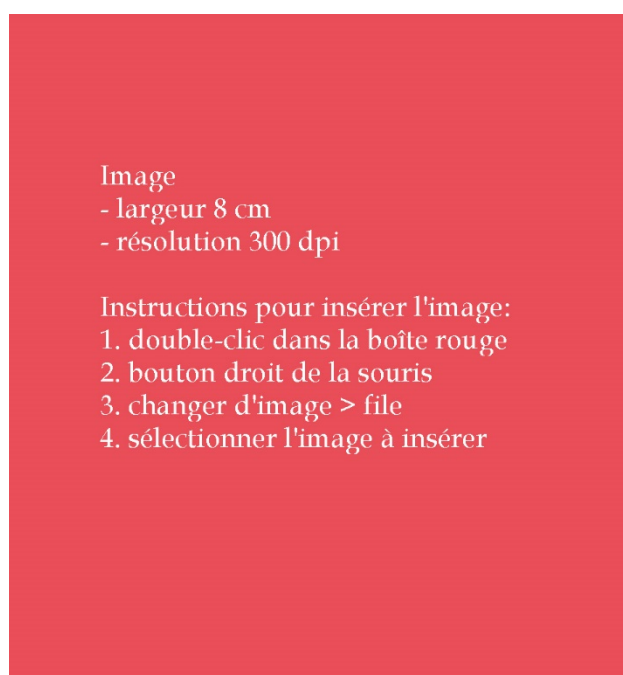 Image
- largeur 8 cm
- résolution 300 dpi
Instructions pour insérer l'image:
1. double-clic dans la boîte rouge
2. bouton droit de la souris
3. changer d'image > file
4. sélectionner l'image à insérer